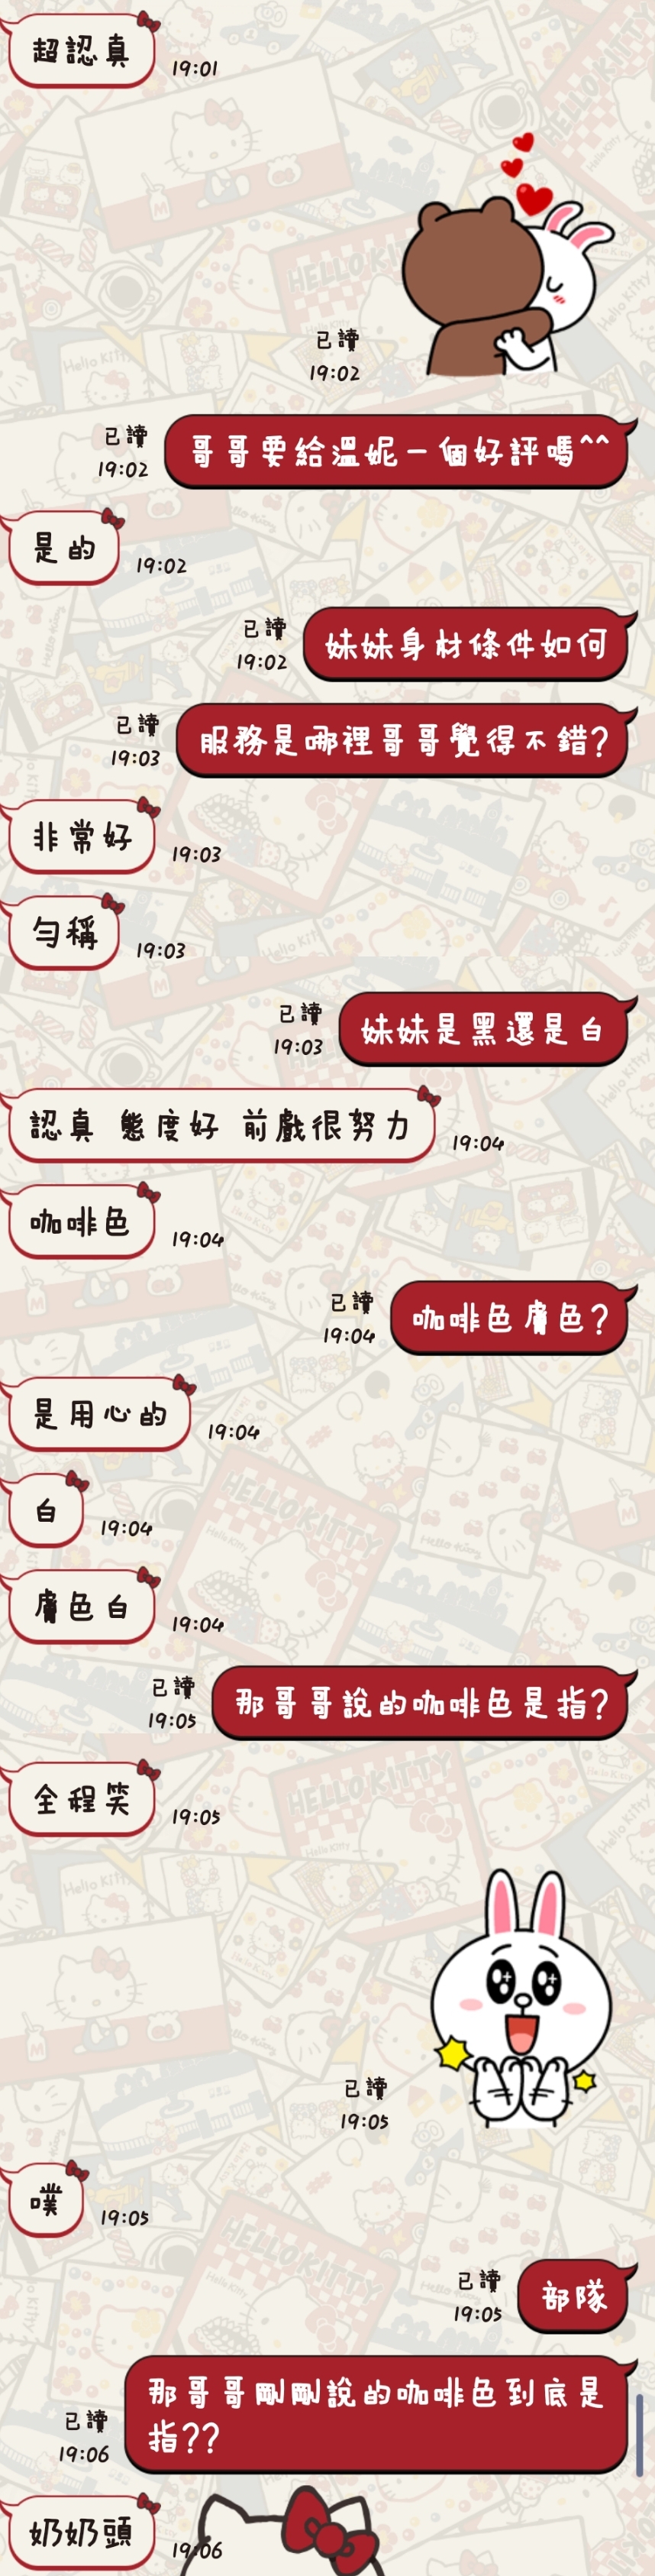 超認真
19:01
已讀
19:02
哥哥要給溫妮一個好評嗎^^
已讀
19:02
是的
19:02
妹妹身材條件如何
已讀
19:02
服務是哪裡哥哥覺得不錯?
已讀
19:03
非常好
19:03
勻稱
19:03
妹妹是黑還是白
已讀
19:03
認真 態度好 前戲很努力
19:04
咖啡色
19:04
咖啡色膚色?
已讀
19:04
是用心的
19:04
白
19:04
膚色白
19:04
那哥哥說的咖啡色是指?
已讀
19:05
全程笑
19:05
已讀
19:05
噗
19:05
部隊
已讀
19:05
那哥哥剛剛說的咖啡色到底是
指??
已讀
19:06
奶奶頭
19:06